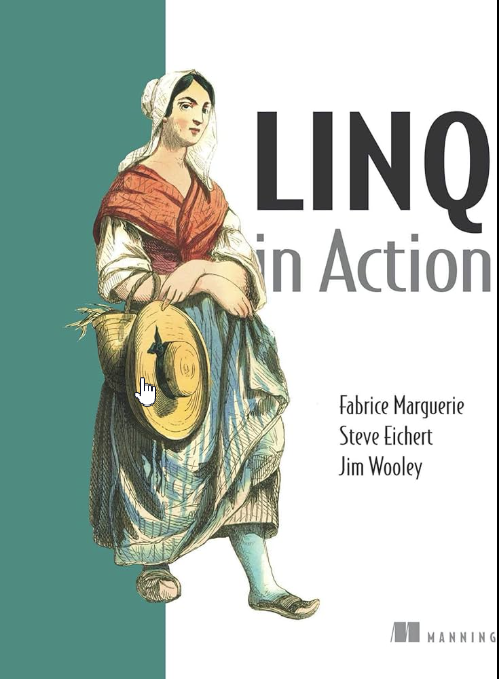 LINQ
in Action
Fabrice Marguerie
Steve Eichert
Jim Wooley
MANNING